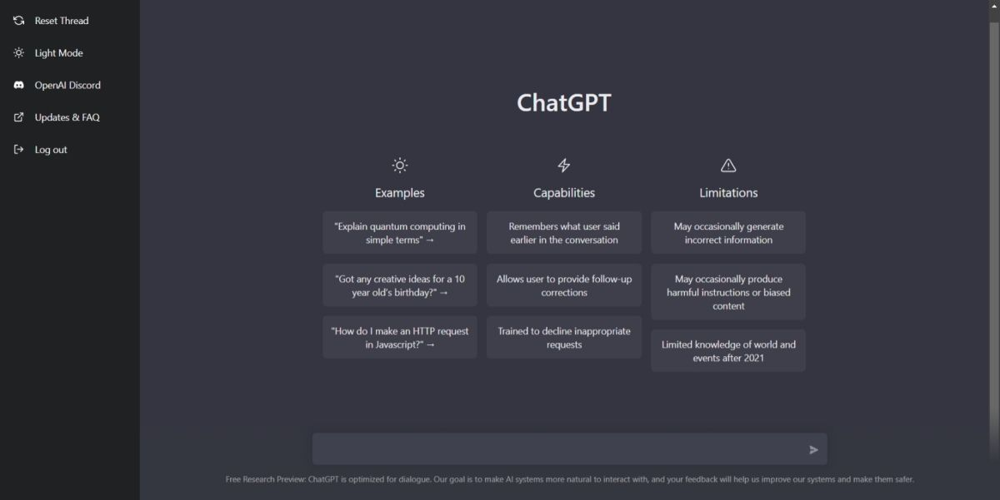 Reset Thread
Light Mode
OpenAI Discord
Updates & FAQ
Log out
ChatGPT
Examples
"Explain quantum computing in
simple terms" →
"Got any creative ideas for a 10
year old's birthday?" →
"How do I make an HTTP request
in Javascript?" →
Capabilities
Remembers what user said
earlier in the conversation
Allows user to provide follow-up
corrections
Trained to decline inappropriate
requests
Limitations
May occasionally generate
incorrect information
May occasionally produce
harmful instructions or biased
content
Limited knowledge of world and
events after 2021
Free Research Preview: ChatGPT is optimized for dialogue. Our goal is to make AI systems more natural to interact with, and your feedback will help us improve our systems and make them safer.